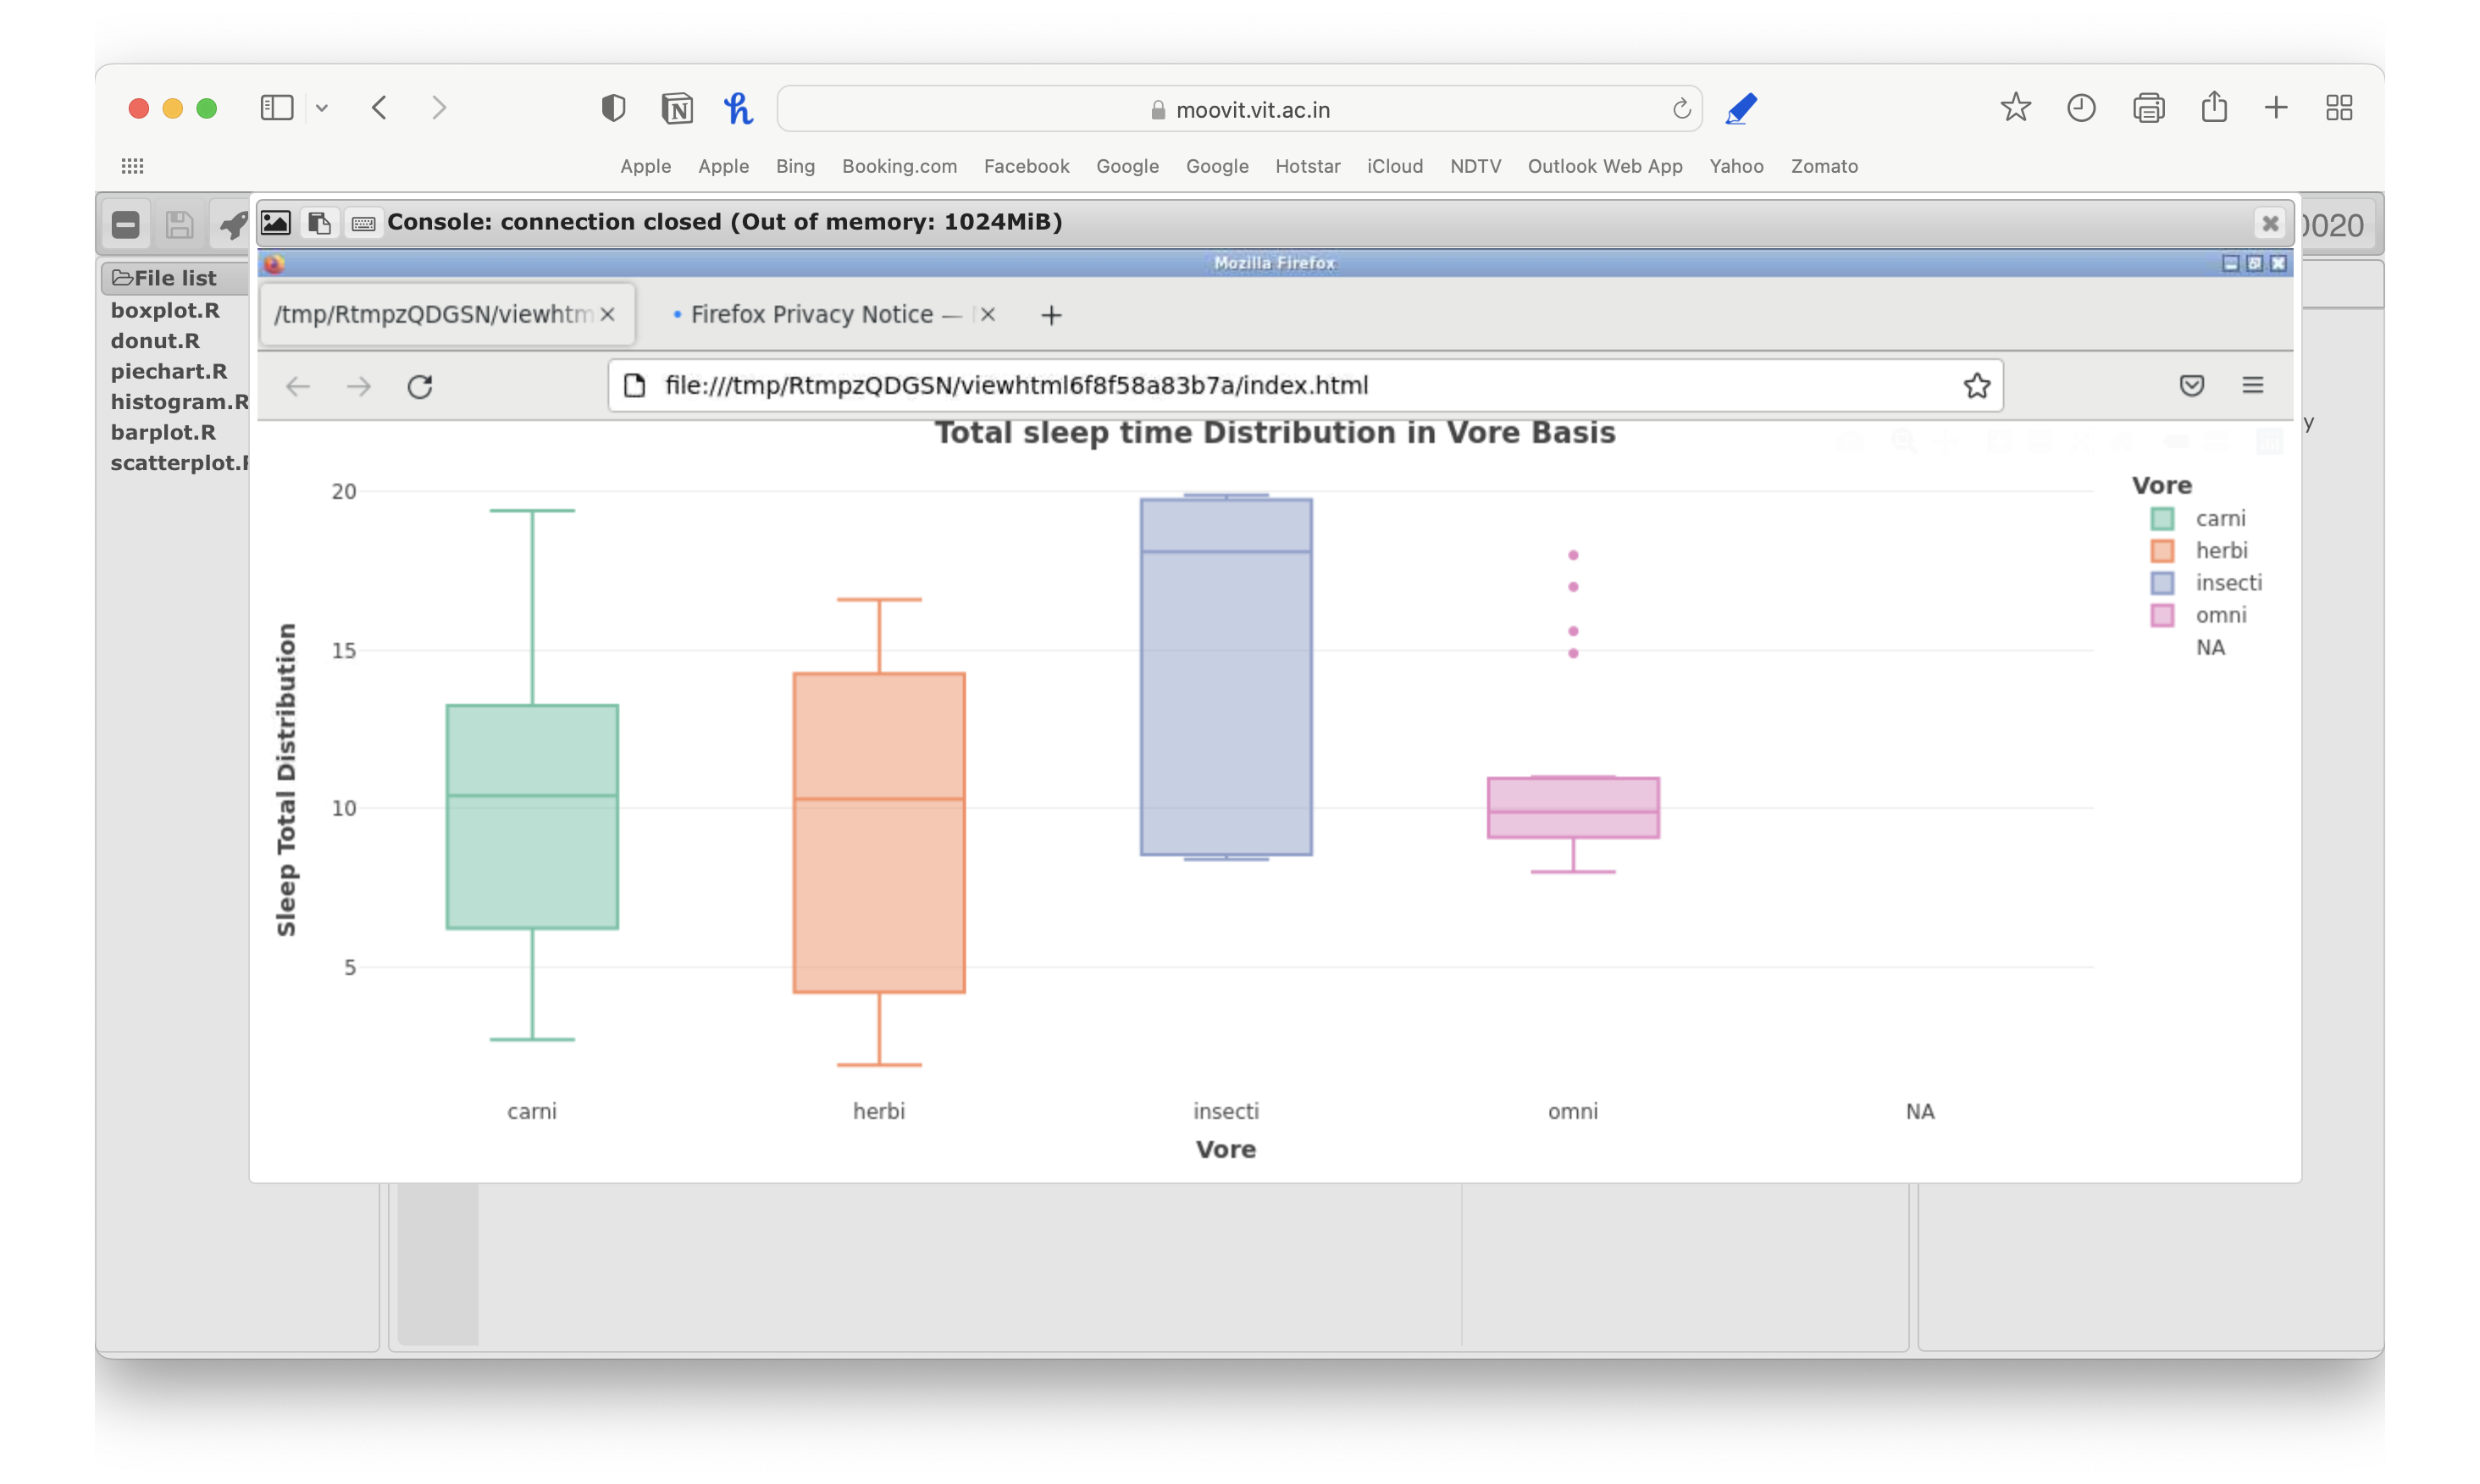 moovit.vit.ac.in
Apple Apple Bing Booking.com Facebook Google Google Hotstar iCloud NDTV Outlook Web App Yahoo Zomato
Console: connection closed (Out of memory: 1024MiB)
0020
Mozilla Firefox
File list
boxplot.R
donut.R
piechart.R
histogram.R
barplot.R
/tmp/RtmpzQDGSN/viewhtm
Firefox Privacy Notice —
file:///tmp/RtmpzQDGSN/viewhtml6f8f58a83b7a/index.html
y
Total sleep time Distribution in Vore Basis
Sleep Total Distribution
20
15
10
5
carni herbi insecti omni NA
Vore
Vore
carni
herbi
insecti
omni
NA